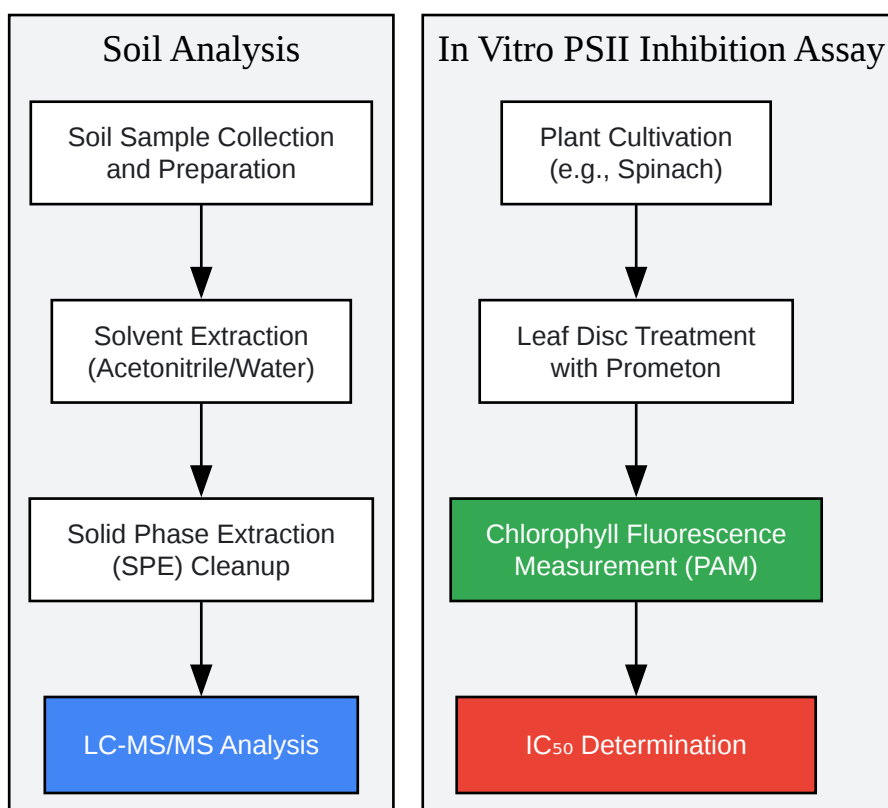 Soil Analysis
Soil Sample Collection
and Preparation
Solvent Extraction
(Acetonitrile/Water)
Solid Phase Extraction
(SPE) Cleanup
LC-MS/MS Analysis
In Vitro PSII Inhibition Assay
Plant Cultivation
(e.g., Spinach)
Leaf Disc Treatment
with Prometon
Chlorophyll Fluorescence
Measurement (PAM)
IC₅₀ Determination